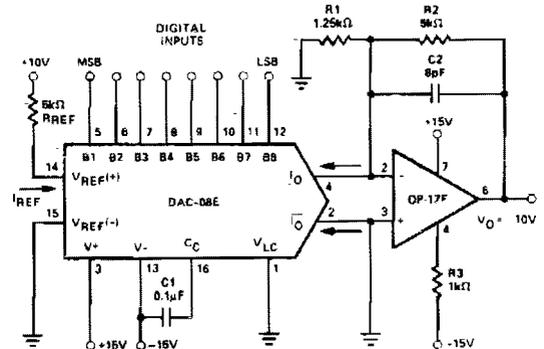 R1
1.25kΩ
R2
5kΩ
DIGITAL
INPUTS
C2
8pF
+10V
MSB
LSB
+15V
5kΩ
RREF
5 6 7 8 9 10 11 12
B1 B2 B3 B4 B5 B6 B7 B8
14
VREF(+)
IREF
15
VREF(-)
DAC-08E
IO
4
IO
2
2
-
3
+
7
OP-17F
6
4
VO= 10V
V+ V- CC VLC
3 13 16 1
C1
0.1μF
R3
1kΩ
+15V
-15V
-15V